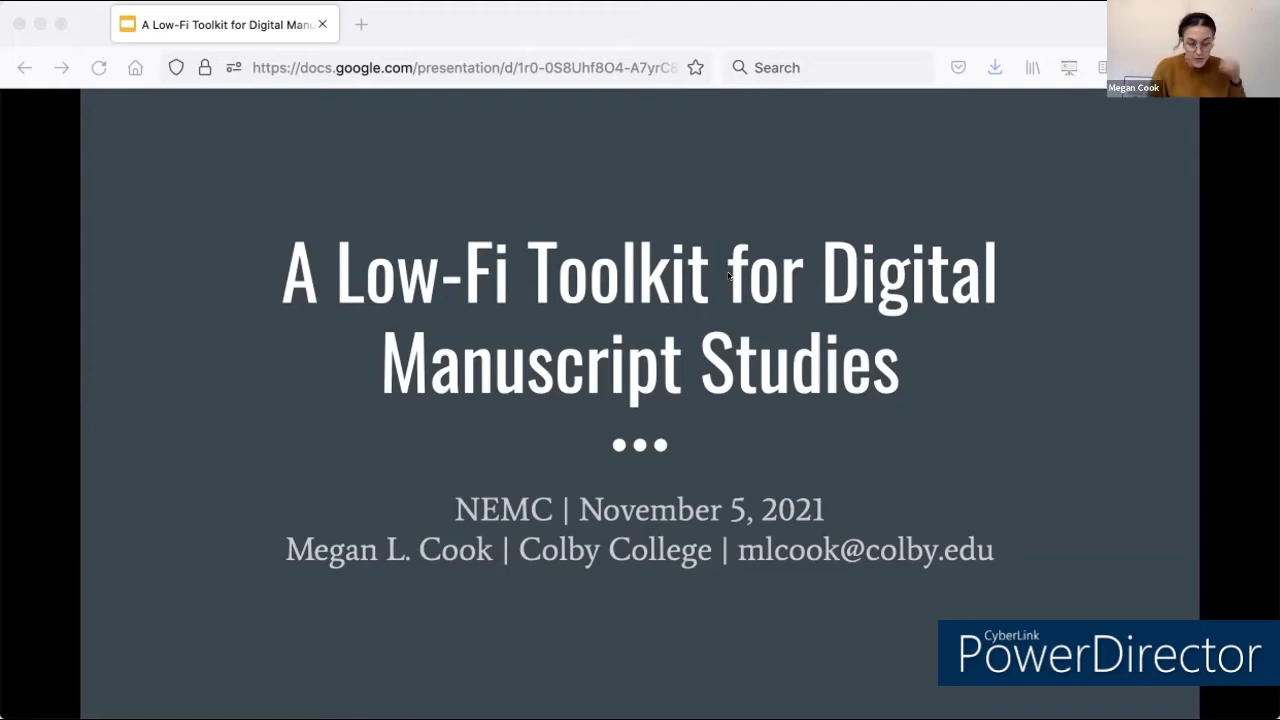 A Low-Fi Toolkit for Digital Manu
https://docs.google.com/presentation/d/1r0-0S8Uhf8O4-A7yrC8
Search
Megan Cook
A Low-Fi Toolkit for Digital
Manuscript Studies
NEMC | November 5, 2021
Megan L. Cook | Colby College | mlcook@colby.edu
CyberLink
PowerDirector